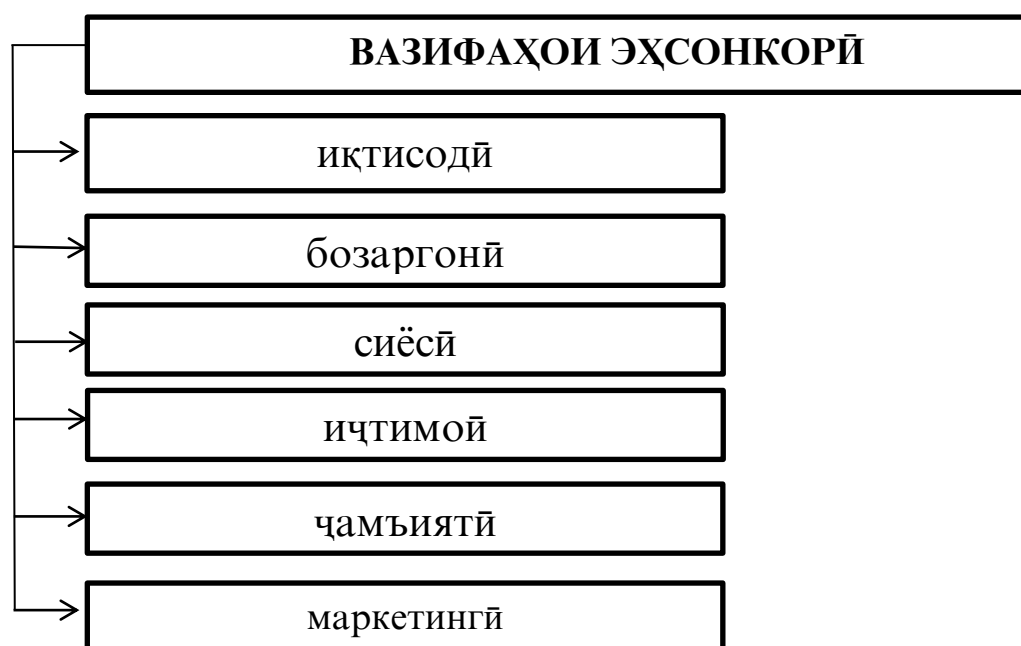 ВАЗИФАҲОИ ЭҲСОНКОРӢ
иқтисодӣ
бозаргонӣ
сиёсӣ
иҷтимоӣ
ҷамъиятӣ
маркетингӣ